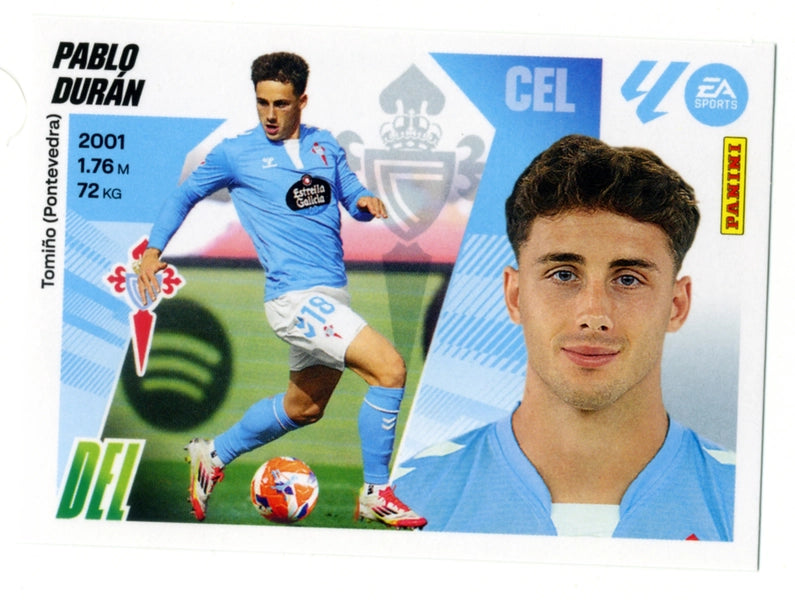 PABLO
DURÁN
2001
1.76 M
72 KG
Tomiño (Pontevedra)
DEL
Estrella
Galicia
18
CEL
EA
SPORTS
PANINI